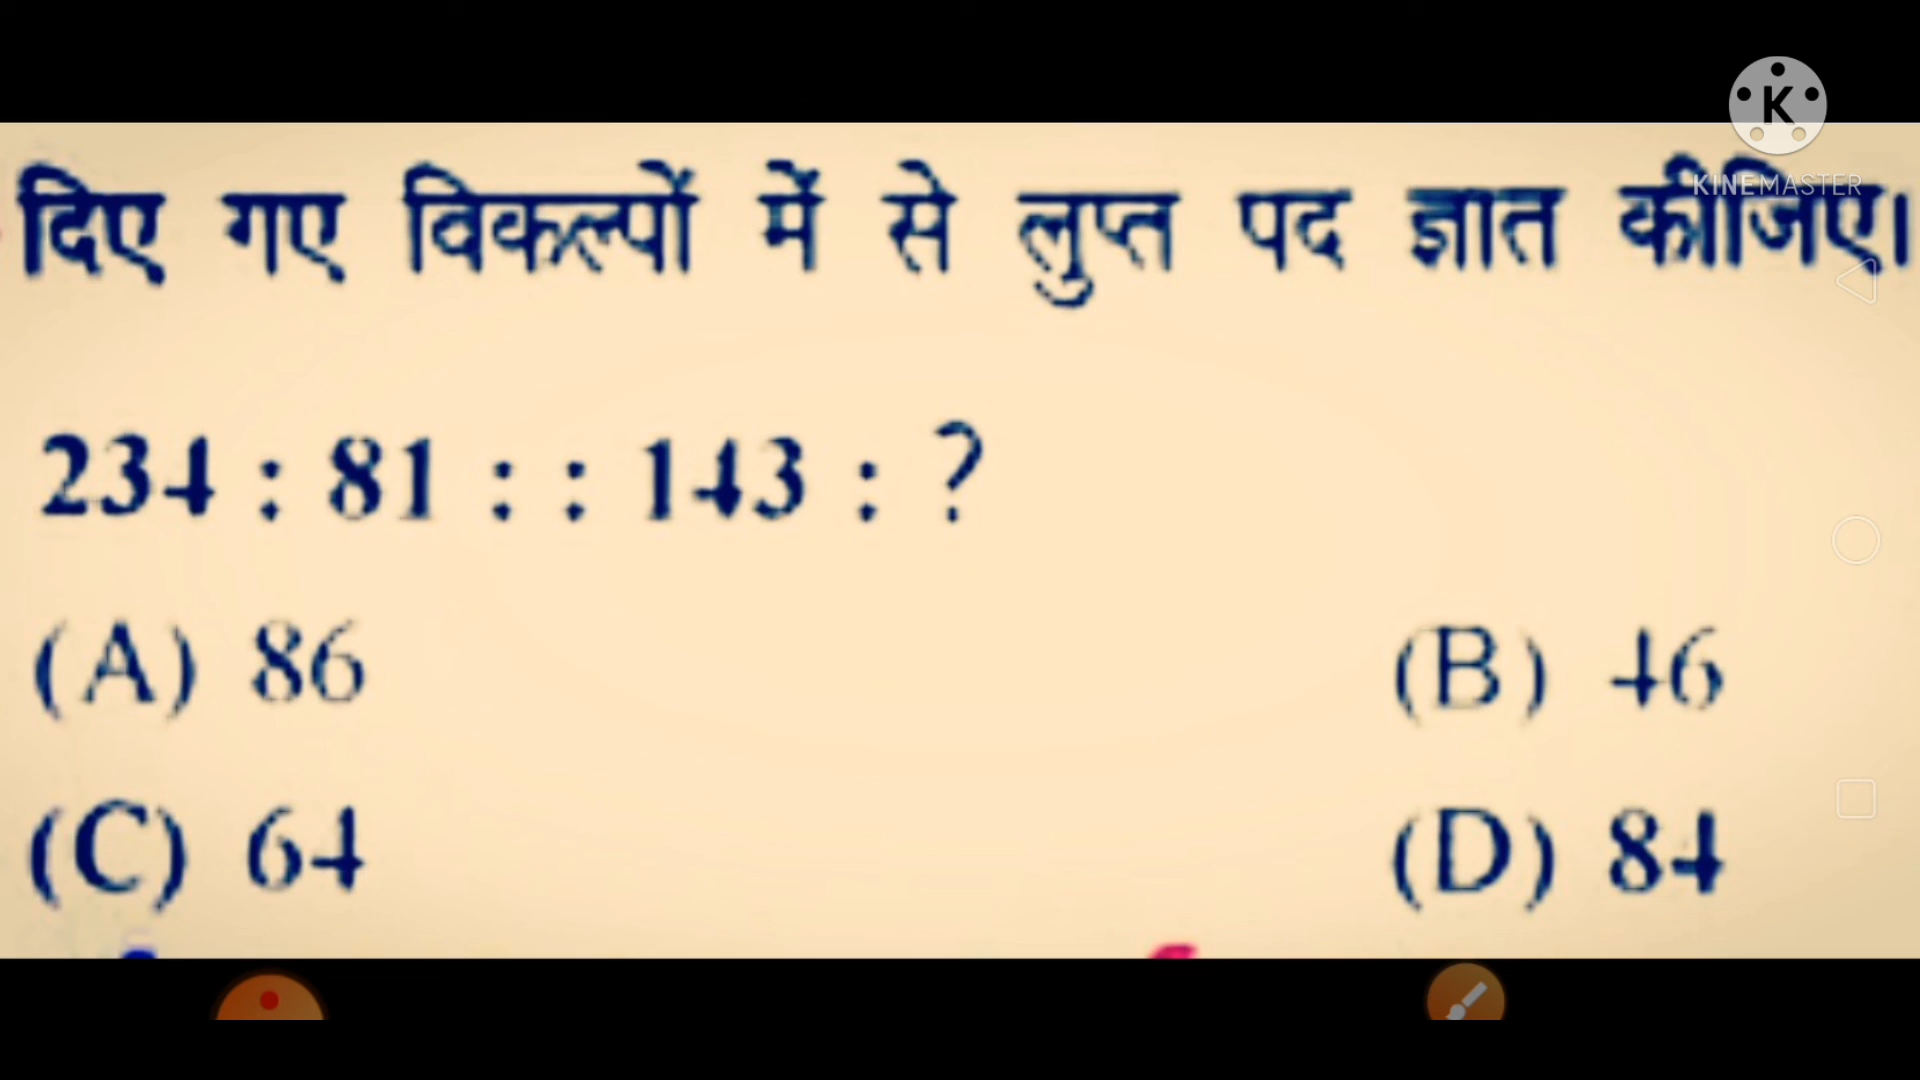 K
KINEMASTER
दिए गए विकल्पों में से लुप्त पद ज्ञात कीजिए।
234 : 81 : : 143 : ?
(A) 86
(B) 46
(C) 64
(D) 84